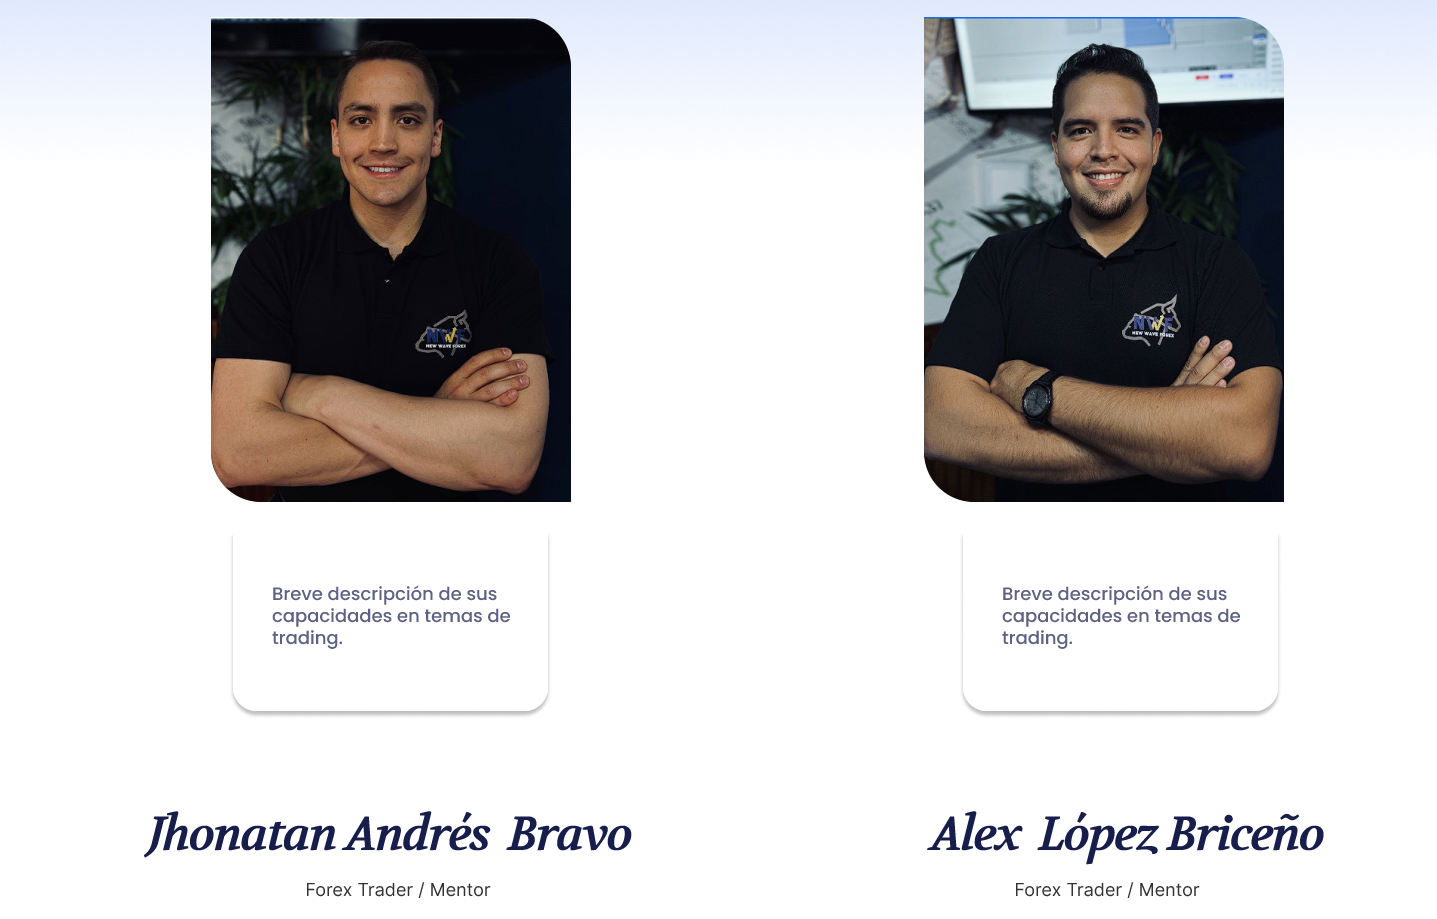 NWF
NEW WAVE FOREX
NWF
NEW WAVE FOREX
Breve descripción de sus
capacidades en temas de
trading.
Breve descripción de sus
capacidades en temas de
trading.
Jhonatan Andrés Bravo
Alex López Briceño
Forex Trader / Mentor
Forex Trader / Mentor